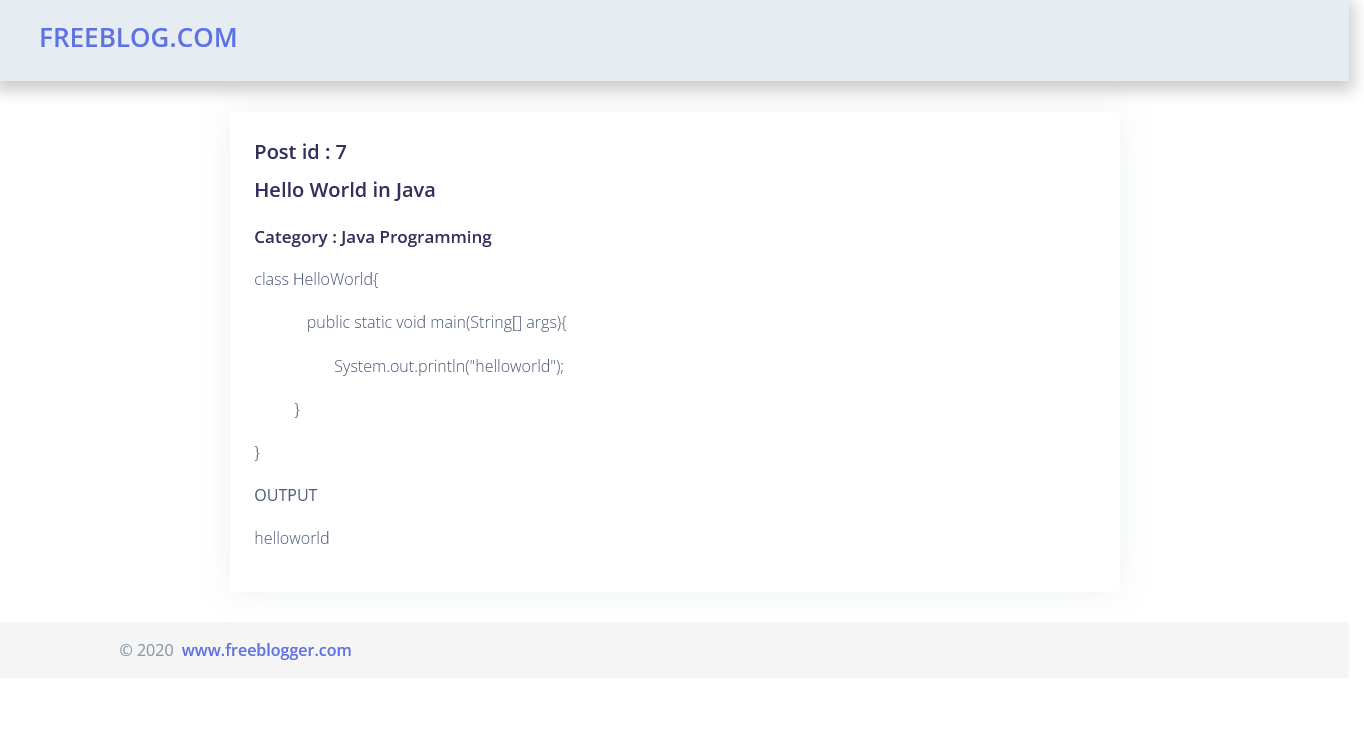 FREEBLOG.COM
Post id : 7
Hello World in Java
Category : Java Programming
class HelloWorld{
public static void main(String[] args){
System.out.println("helloworld");
}
}
OUTPUT
helloworld
© 2020 www.freeblogger.com